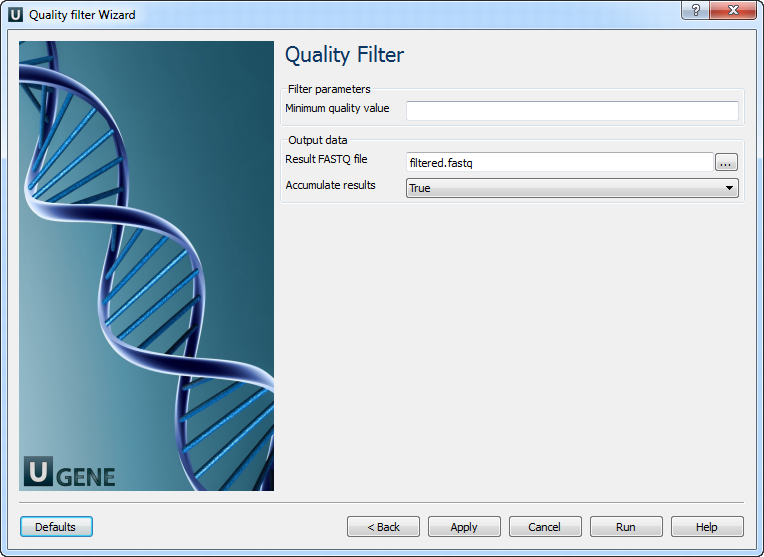 U Quality filter Wizard
? X
Quality Filter
Filter parameters
Minimum quality value
Output data
Result FASTQ file filtered.fastq ...
Accumulate results True
U GENE
Defaults < Back Apply Cancel Run Help